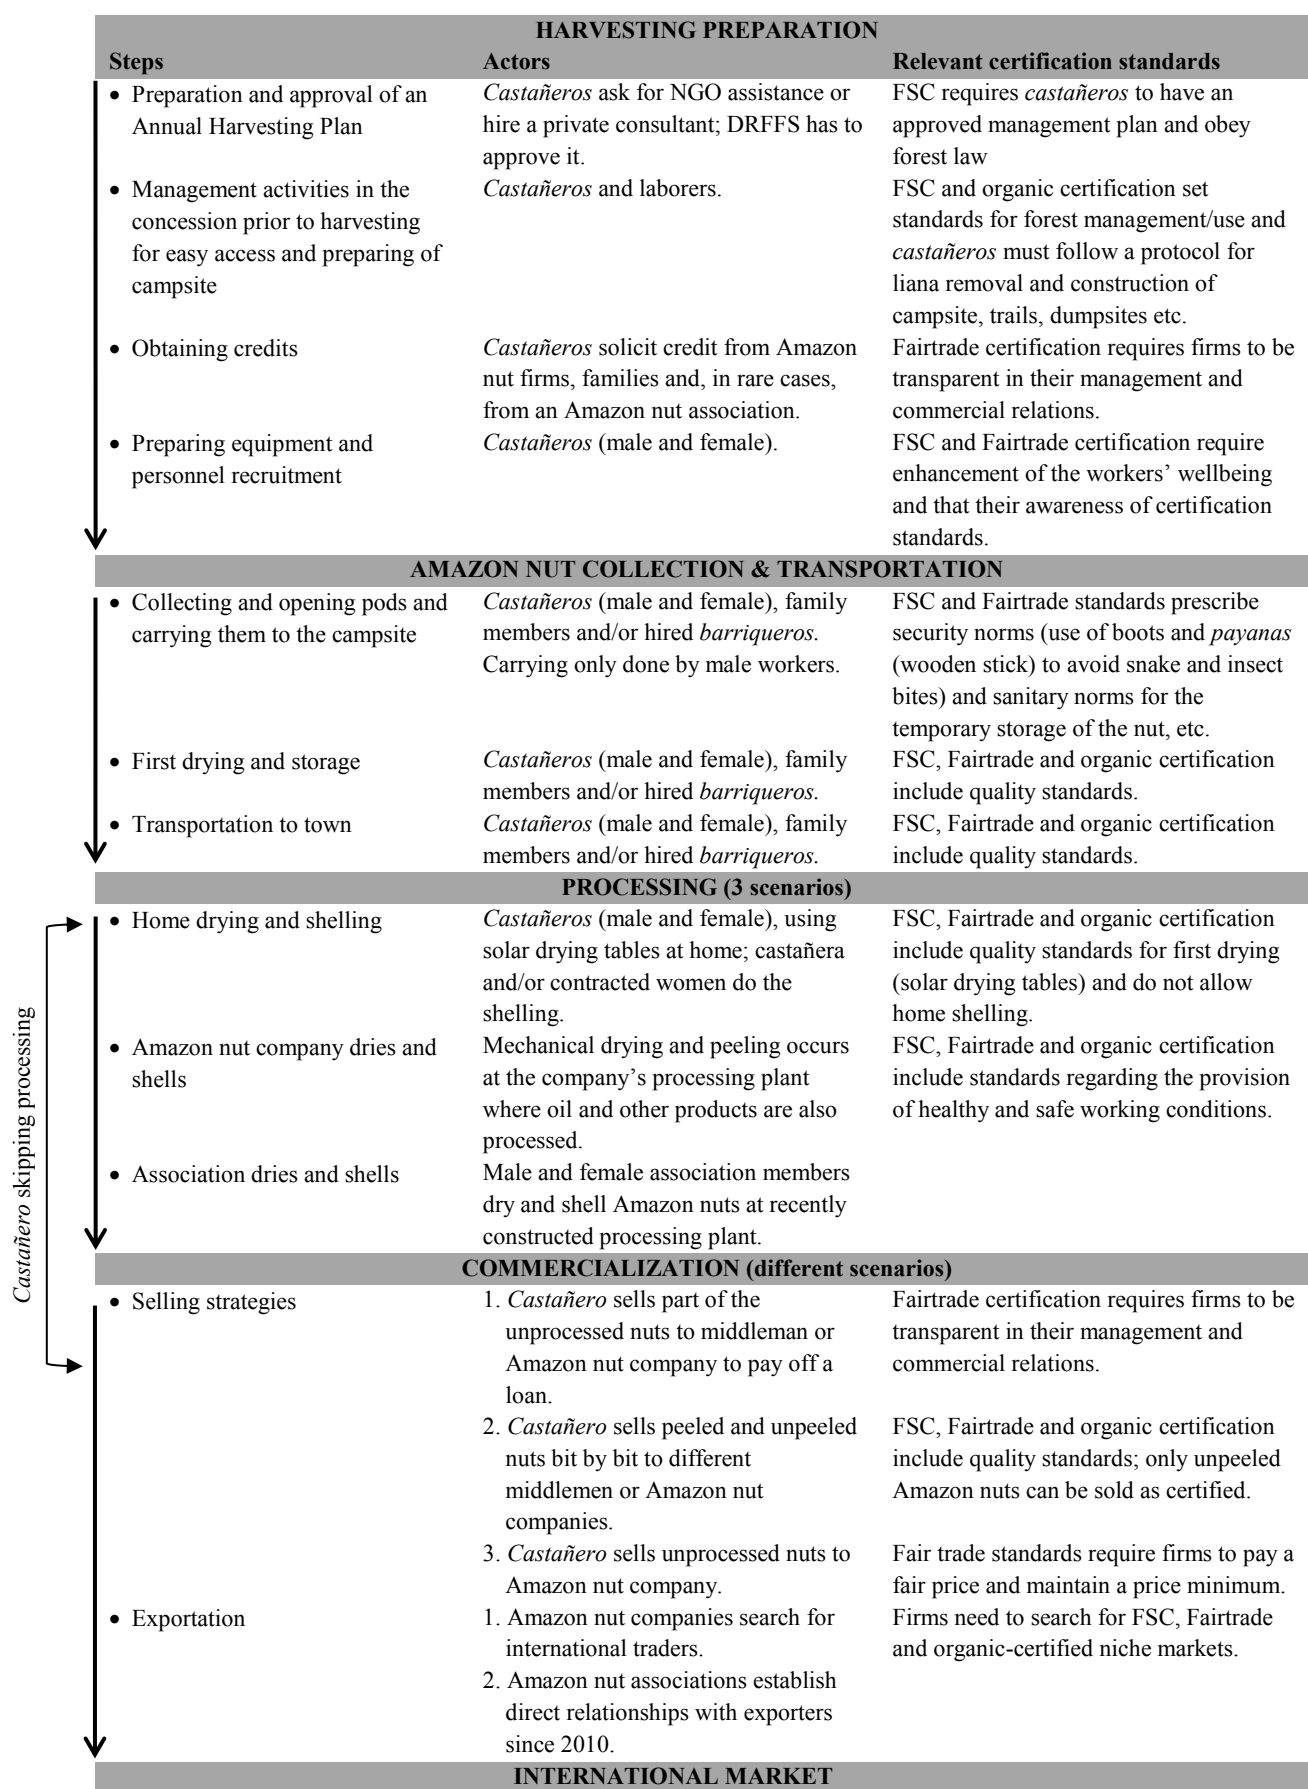 HARVESTING PREPARATION
Steps Actors Relevant certification standards
• Preparation and approval of an
Annual Harvesting Plan
Castañeros ask for NGO assistance or
hire a private consultant; DRFFS has to
approve it.
FSC requires castañeros to have an
approved management plan and obey
forest law
• Management activities in the
concession prior to harvesting
for easy access and preparing of
campsite
Castañeros and laborers.
FSC and organic certification set
standards for forest management/use and
castañeros must follow a protocol for
liana removal and construction of
campsite, trails, dumpsites etc.
• Obtaining credits
Castañeros solicit credit from Amazon
nut firms, families and, in rare cases,
from an Amazon nut association.
Fairtrade certification requires firms to be
transparent in their management and
commercial relations.
• Preparing equipment and
personnel recruitment
Castañeros (male and female).
FSC and Fairtrade certification require
enhancement of the workers’ wellbeing
and that their awareness of certification
standards.
AMAZON NUT COLLECTION & TRANSPORTATION
• Collecting and opening pods and
carrying them to the campsite
Castañeros (male and female), family
members and/or hired barriqueros.
Carrying only done by male workers.
FSC and Fairtrade standards prescribe
security norms (use of boots and payanas
(wooden stick) to avoid snake and insect
bites) and sanitary norms for the
temporary storage of the nut, etc.
• First drying and storage
Castañeros (male and female), family
members and/or hired barriqueros.
FSC, Fairtrade and organic certification
include quality standards.
• Transportation to town
Castañeros (male and female), family
members and/or hired barriqueros.
FSC, Fairtrade and organic certification
include quality standards.
PROCESSING (3 scenarios)
• Home drying and shelling
Castañeros (male and female), using
solar drying tables at home; castañera
and/or contracted women do the
shelling.
FSC, Fairtrade and organic certification
include quality standards for first drying
(solar drying tables) and do not allow
home shelling.
• Amazon nut company dries and
shells
Mechanical drying and peeling occurs
at the company’s processing plant
where oil and other products are also
processed.
FSC, Fairtrade and organic certification
include standards regarding the provision
of healthy and safe working conditions.
• Association dries and shells
Male and female association members
dry and shell Amazon nuts at recently
constructed processing plant.
Castañero skipping processing
COMMERCIALIZATION (different scenarios)
• Selling strategies
1. Castañero sells part of the
unprocessed nuts to middleman or
Amazon nut company to pay off a
loan.
Fairtrade certification requires firms to be
transparent in their management and
commercial relations.
2. Castañero sells peeled and unpeeled
nuts bit by bit to different
middlemen or Amazon nut
companies.
FSC, Fairtrade and organic certification
include quality standards; only unpeeled
Amazon nuts can be sold as certified.
3. Castañero sells unprocessed nuts to
Amazon nut company.
Fair trade standards require firms to pay a
fair price and maintain a price minimum.
• Exportation
1. Amazon nut companies search for
international traders.
Firms need to search for FSC, Fairtrade
and organic-certified niche markets.
2. Amazon nut associations establish
direct relationships with exporters
since 2010.
INTERNATIONAL MARKET